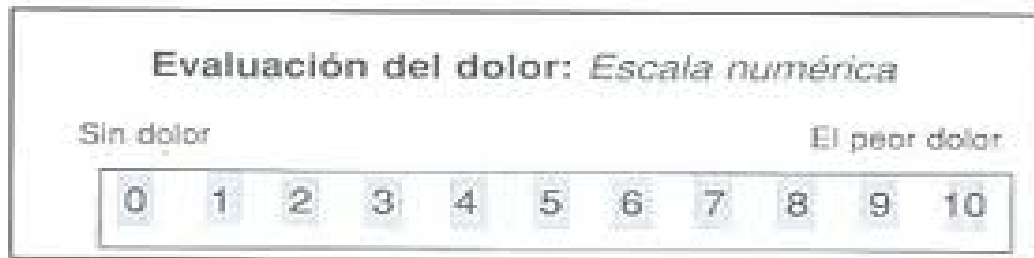 Evaluación del dolor: Escala numérica
Sin dolor El peor dolor
0 1 2 3 4 5 6 7 8 9 10